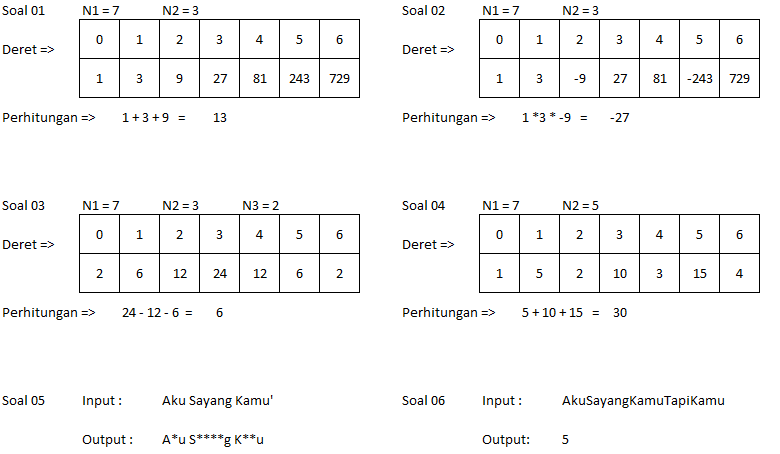 Soal 01 N1 = 7 N2 = 3
Deret => 0 1 2 3 4 5 6
1 3 9 27 81 243 729
Perhitungan => 1 + 3 + 9 = 13
Soal 02 N1 = 7 N2 = 3
Deret => 0 1 2 3 4 5 6
1 3 -9 27 81 -243 729
Perhitungan => 1 *3 * -9 = -27
Soal 03 N1 = 7 N2 = 3 N3 = 2
Deret => 0 1 2 3 4 5 6
2 6 12 24 12 6 2
Perhitungan => 24 - 12 - 6 = 6
Soal 04 N1 = 7 N2 = 5
Deret => 0 1 2 3 4 5 6
1 5 2 10 3 15 4
Perhitungan => 5 + 10 + 15 = 30
Soal 05 Input : Aku Sayang Kamu'
Output : A*u S****g K**u
Soal 06 Input : AkuSayangKamuTapiKamu
Output: 5